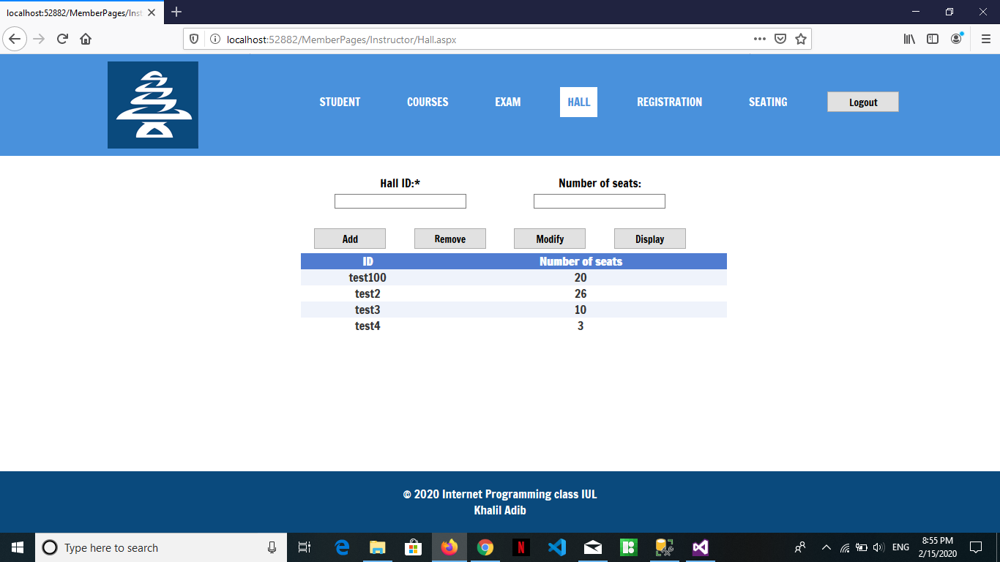 localhost:52882/MemberPages/Inst
localhost:52882/MemberPages/Instructor/Hall.aspx
STUDENT COURSES EXAM HALL REGISTRATION SEATING Logout
Hall ID:* Number of seats:
Add Remove Modify Display
ID Number of seats
test100 20
test2 26
test3 10
test4 3
© 2020 Internet Programming class IUL
Khalil Adib
Type here to search
ENG
8:55 PM
2/15/2020